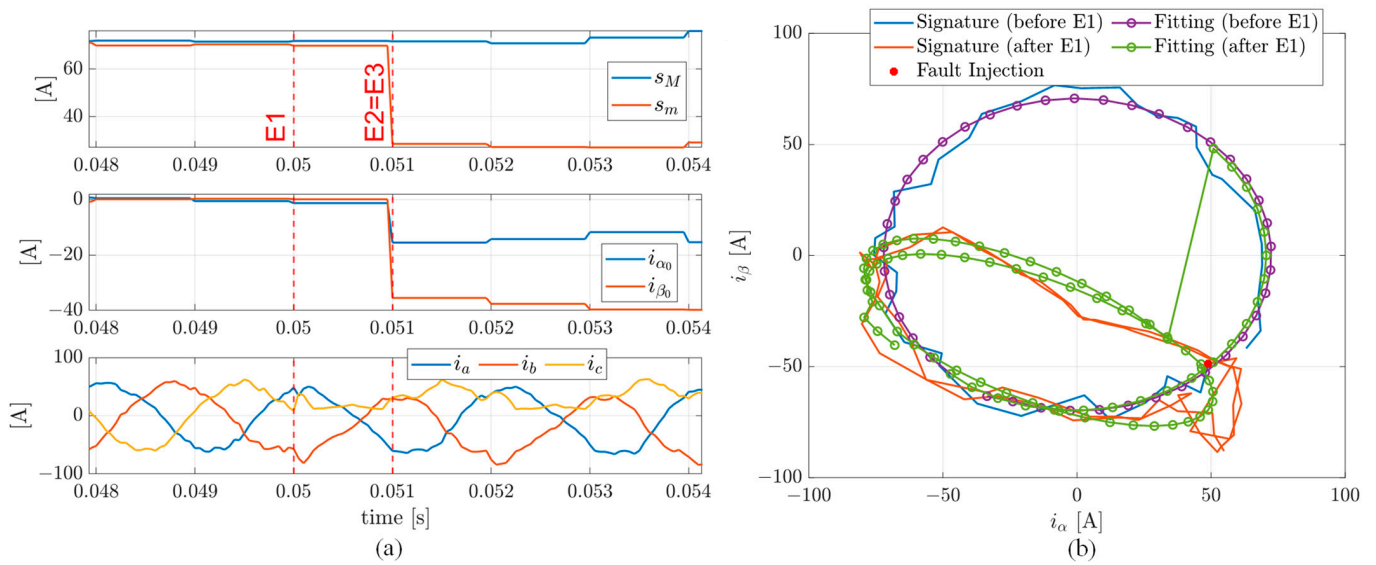 [A]
60
40
s_M
s_m
E1
E2=E3
0.048 0.049 0.05 0.051 0.052 0.053 0.054
[A]
0
−20
−40
i_α0
i_β0
0.048 0.049 0.05 0.051 0.052 0.053 0.054
[A]
100
0
−100
i_a i_b i_c
0.048 0.049 0.05 0.051 0.052 0.053 0.054
time [s]
(a)
Signature (before E1) Fitting (before E1)
Signature (after E1) Fitting (after E1)
Fault Injection
100
50
0
−50
−100
i_β [A]
−100 −50 0 50 100
i_α [A]
(b)